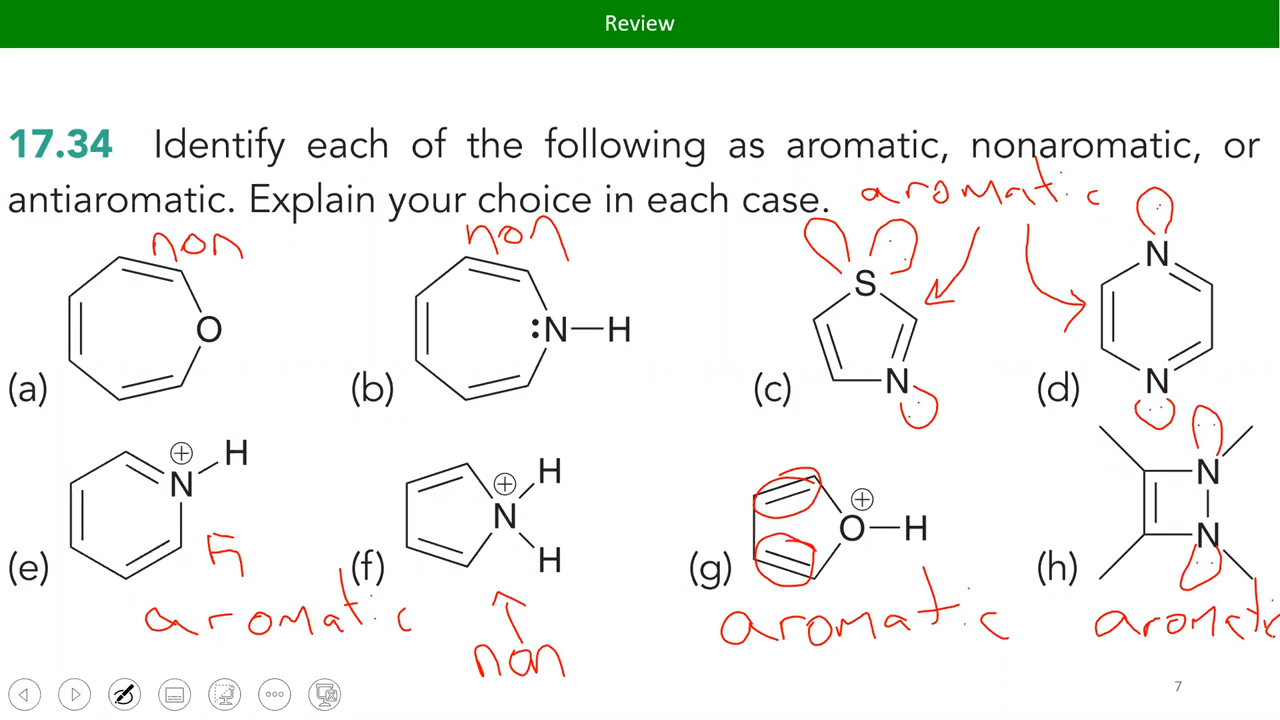 Review
17.34 Identify each of the following as aromatic, nonaromatic, or
antiaromatic. Explain your choice in each case.
aromatic
non
non
(a)
O
(b)
:N—H
(c)
S
N
(d)
N
N
(e)
⊕
N
H
aromatic
(f)
⊕
N
H
H
non
(g)
⊕
O—H
aromatic
(h)
N
N
aromatic
7